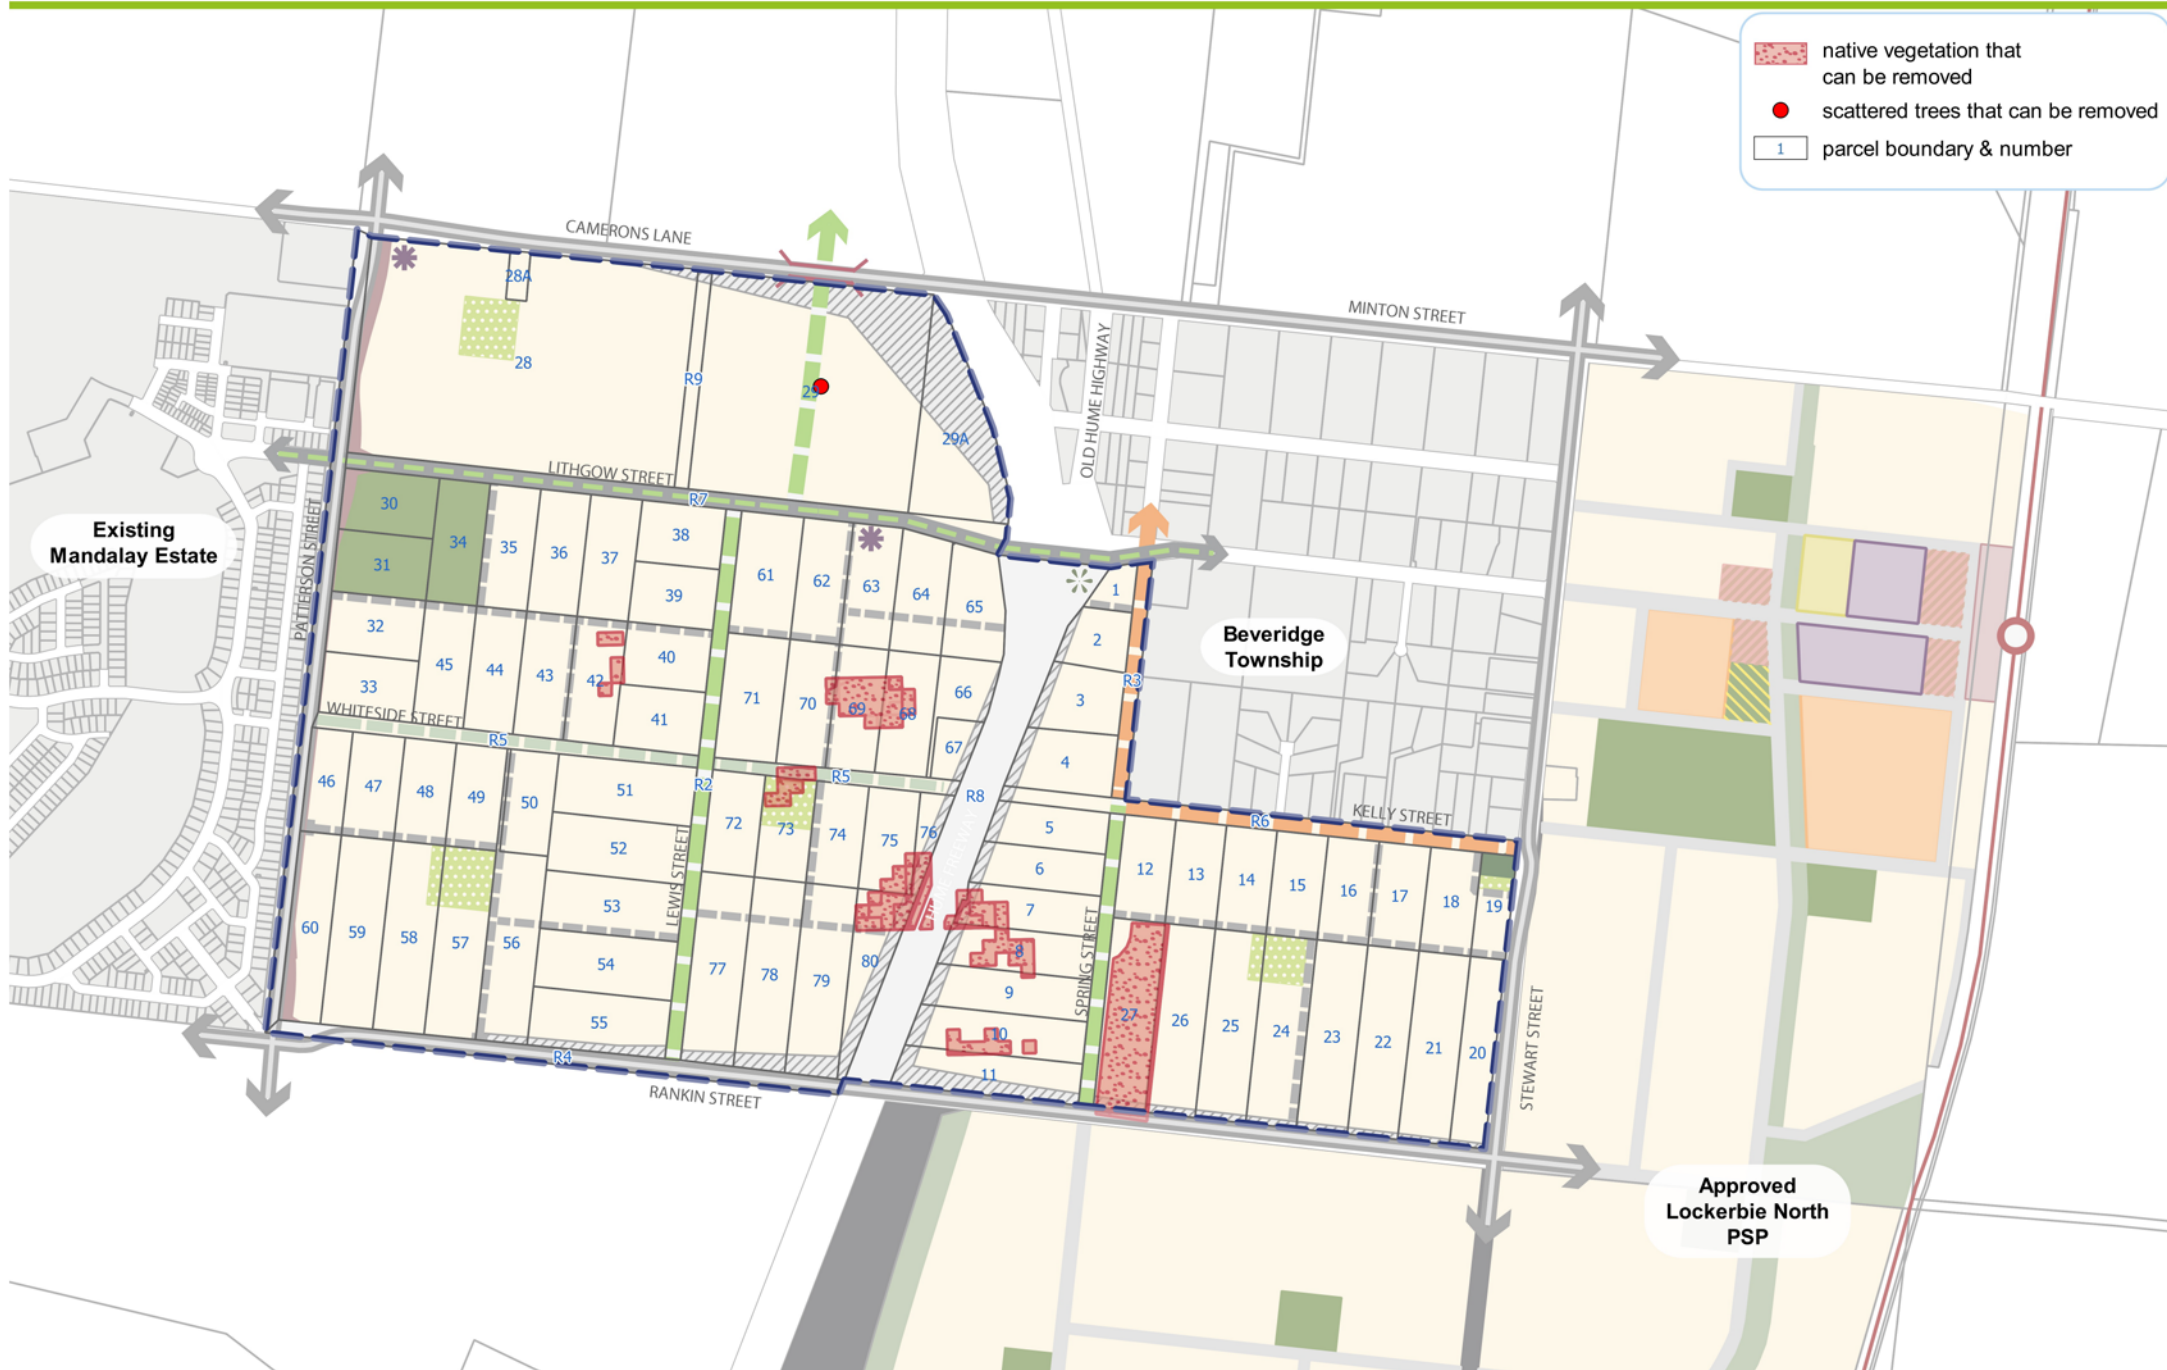 native vegetation that
can be removed
scattered trees that can be removed
1
parcel boundary & number
CAMERONS LANE
MINTON STREET
OLD HUME HIGHWAY
28A
28
R9
29
29A
LITHGOW STREET
R7
PATTERSON STREET
Existing
Mandalay Estate
30
31
34
35
36
37
38
39
61
62
63
64
65
1
2
R3
3
4
Beveridge
Township
32
33
45
44
43
42
40
41
71
70
69
68
66
67
WHITESIDE STREET
R5
R5
R2
R8
46
47
48
49
50
51
52
53
LEWIS STREET
72
73
74
75
76
HUME FREEWAY
5
6
7
8
9
10
11
R6
KELLY STREET
12
13
14
15
16
17
18
19
SPRING STREET
60
59
58
57
56
54
55
77
78
79
80
27
26
25
24
23
22
21
20
STEWART STREET
R4
RANKIN STREET
Approved
Lockerbie North
PSP